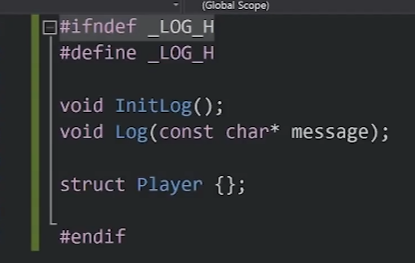 (Global Scope)
#ifndef _LOG_H
#define _LOG_H
void InitLog();
void Log(const char* message);
struct Player {};
#endif